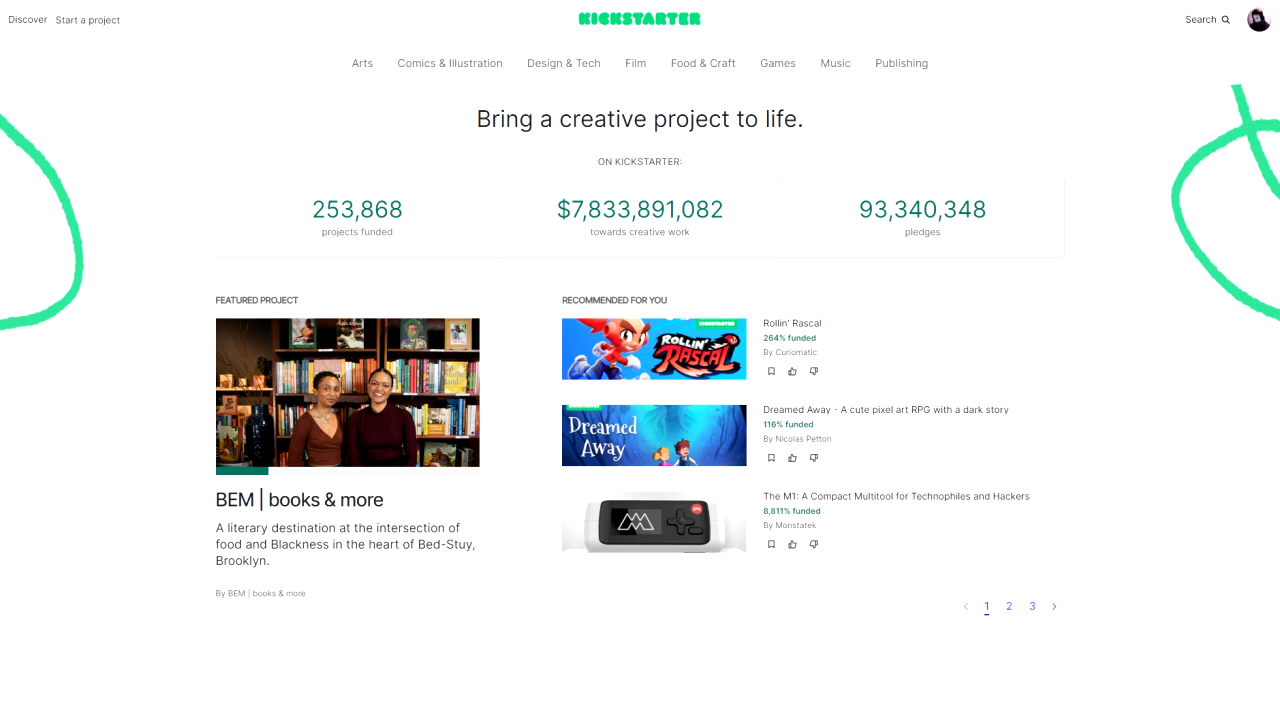 Discover
Start a project
KICKSTARTER
Search
Arts
Comics & Illustration
Design & Tech
Film
Food & Craft
Games
Music
Publishing
Bring a creative project to life.
ON KICKSTARTER:
253,868
projects funded
$7,833,891,082
towards creative work
93,340,348
pledges
FEATURED PROJECT
BEM | books & more
A literary destination at the intersection of
food and Blackness in the heart of Bed-Stuy,
Brooklyn.
By BEM | books & more
RECOMMENDED FOR YOU
KICKSTARTER
ROLLIN'
RASCAL
Rollin' Rascal
264% funded
By Curiomatic
Dreamed
Away
Dreamed Away - A cute pixel art RPG with a dark story
116% funded
By Nicolas Petton
The M1: A Compact Multitool for Technophiles and Hackers
8,811% funded
By Monstatek
1
2
3